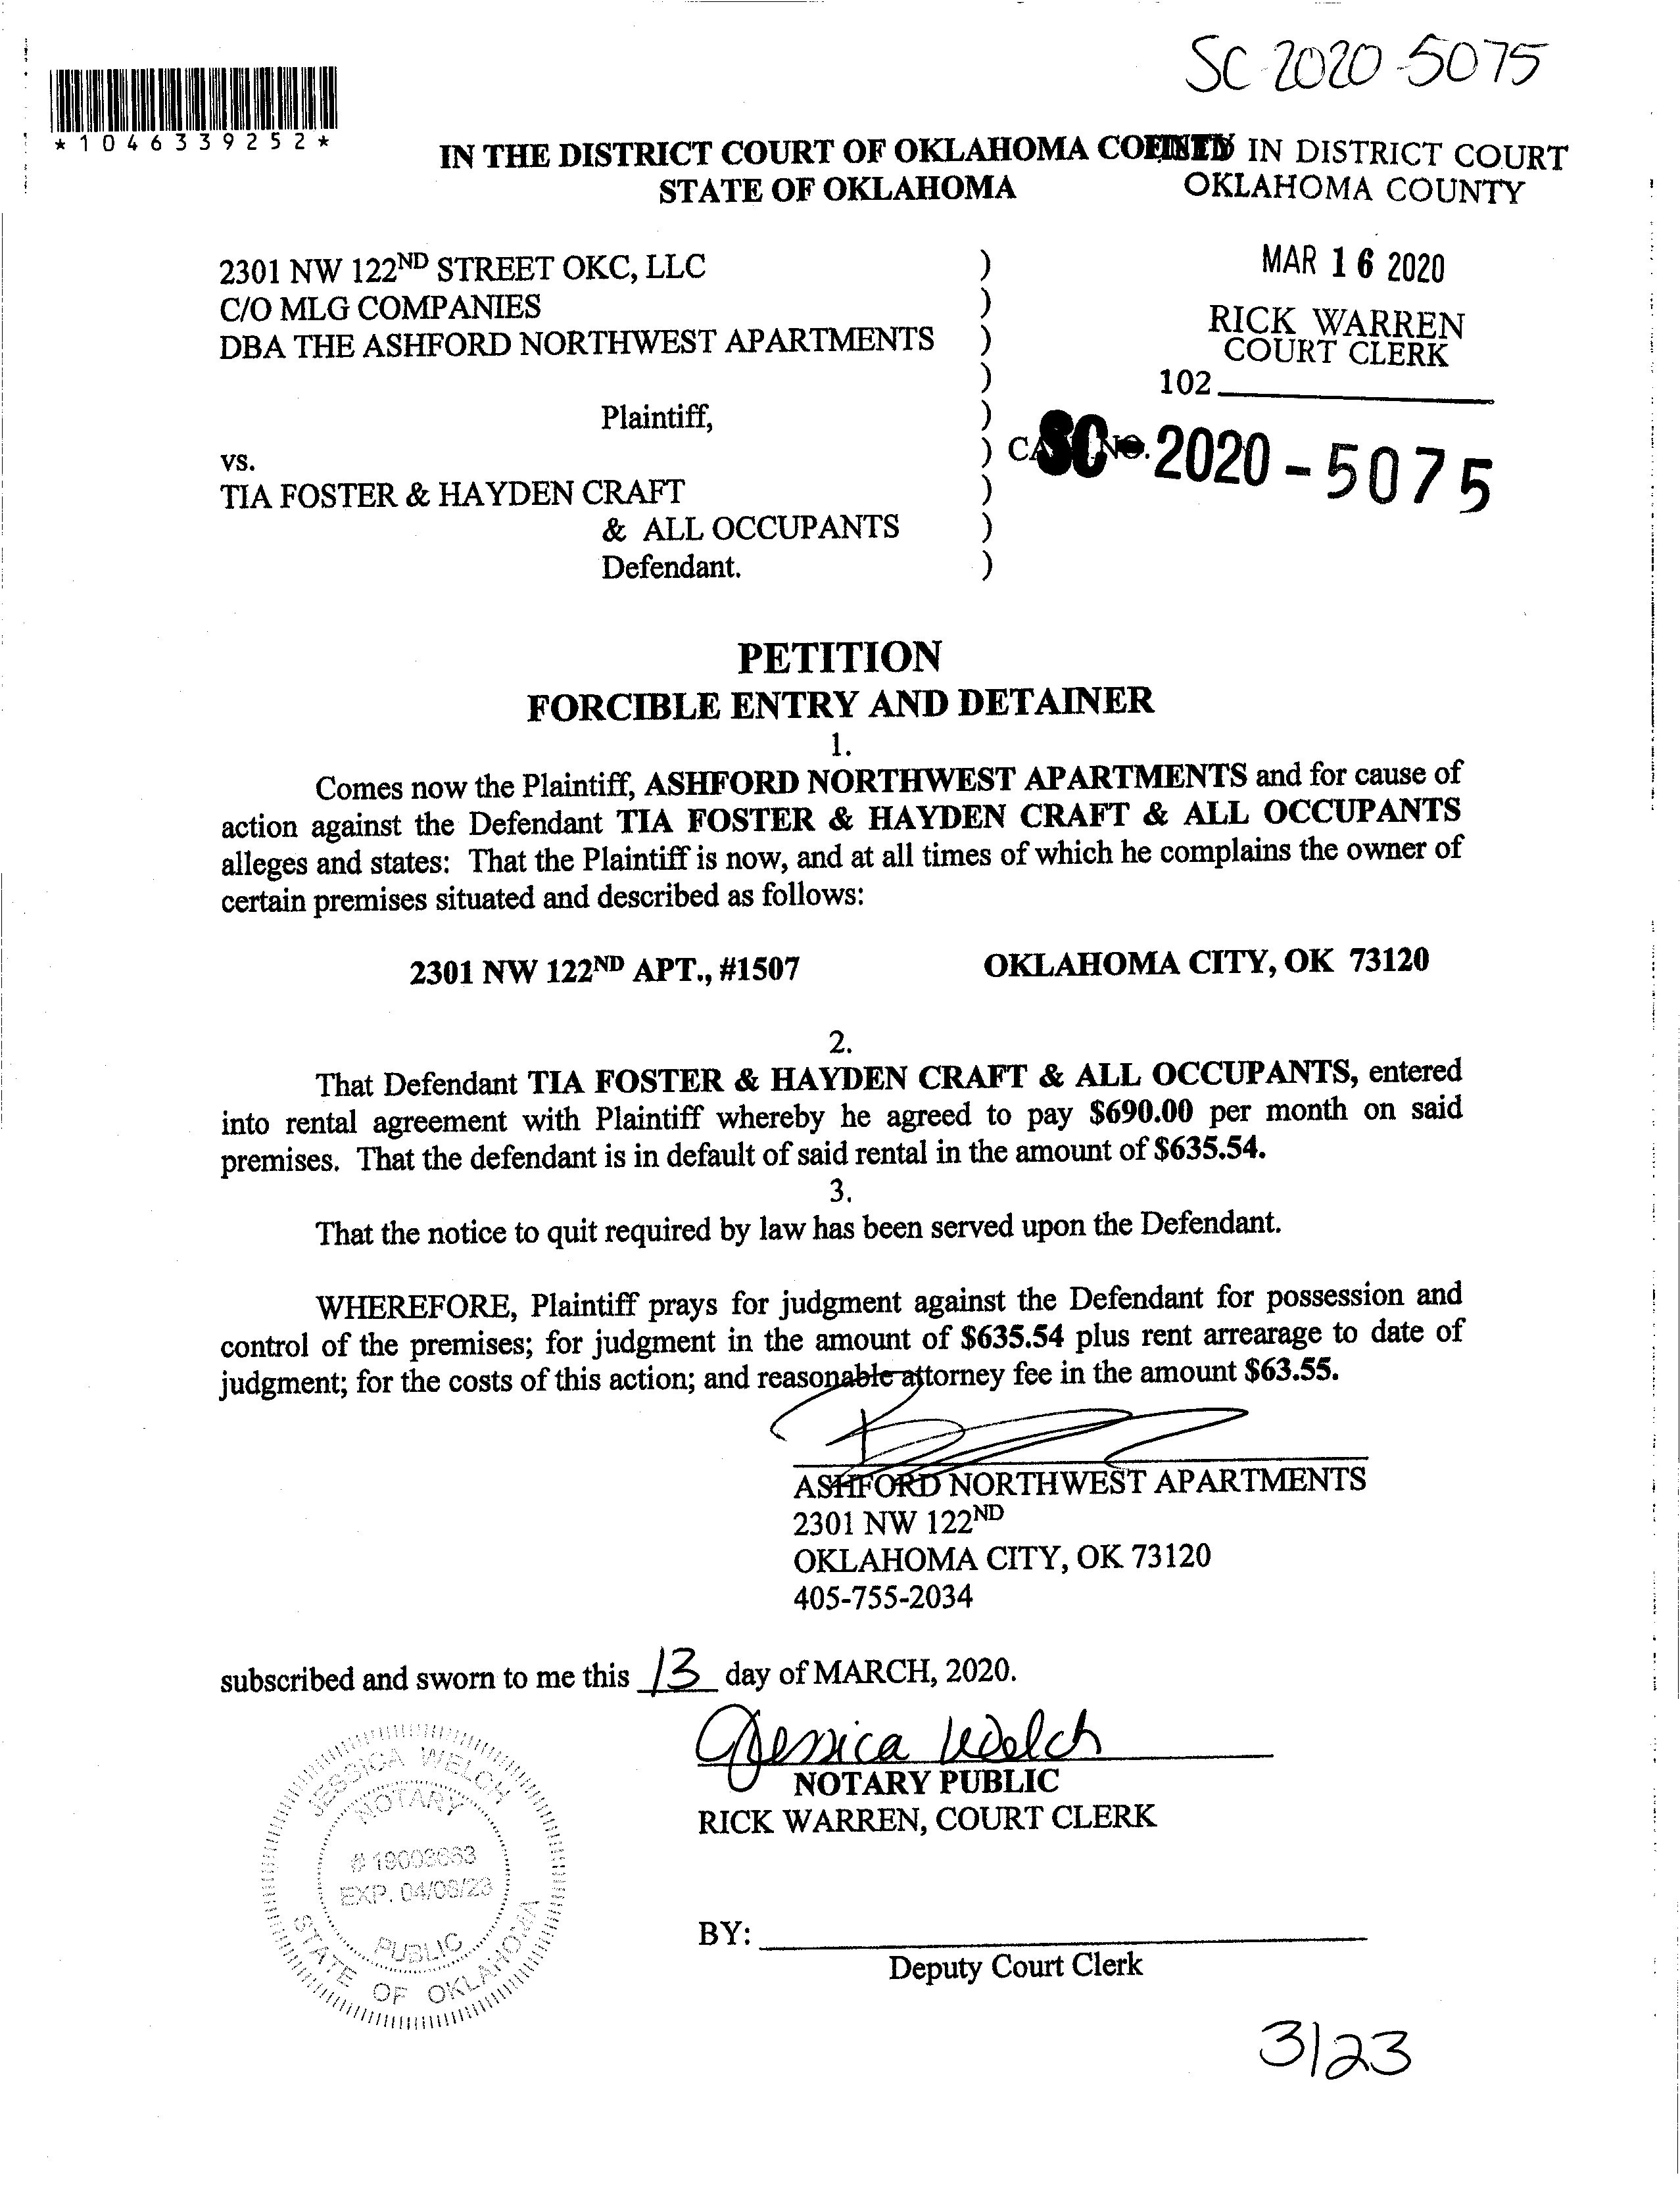 SC-2020-5075
*1046339252*
IN THE DISTRICT COURT OF OKLAHOMA COUNTY
STATE OF OKLAHOMA
FILED IN DISTRICT COURT
OKLAHOMA COUNTY
MAR 16 2020
RICK WARREN
COURT CLERK
102
2301 NW 122ND STREET OKC, LLC )
C/O MLG COMPANIES )
DBA THE ASHFORD NORTHWEST APARTMENTS )
)
Plaintiff, )
) CASE NO.
SC-2020-5075
vs.
TIA FOSTER & HAYDEN CRAFT )
& ALL OCCUPANTS )
Defendant. )
PETITION
FORCIBLE ENTRY AND DETAINER
1.
Comes now the Plaintiff, ASHFORD NORTHWEST APARTMENTS and for cause of
action against the Defendant TIA FOSTER & HAYDEN CRAFT & ALL OCCUPANTS
alleges and states: That the Plaintiff is now, and at all times of which he complains the owner of
certain premises situated and described as follows:
2301 NW 122ND APT., #1507 OKLAHOMA CITY, OK 73120
2.
That Defendant TIA FOSTER & HAYDEN CRAFT & ALL OCCUPANTS, entered
into rental agreement with Plaintiff whereby he agreed to pay $690.00 per month on said
premises. That the defendant is in default of said rental in the amount of $635.54.
3.
That the notice to quit required by law has been served upon the Defendant.
WHEREFORE, Plaintiff prays for judgment against the Defendant for possession and
control of the premises; for judgment in the amount of $635.54 plus rent arrearage to date of
judgment; for the costs of this action; and reasonable attorney fee in the amount $63.55.
ASHFORD NORTHWEST APARTMENTS
2301 NW 122ND
OKLAHOMA CITY, OK 73120
405-755-2034
subscribed and sworn to me this 13 day of MARCH, 2020.
Jessica Welch
NOTARY PUBLIC
RICK WARREN, COURT CLERK
JESSICA WELCH
NOTARY
EXP.
PUBLIC
STATE OF OKLAHOMA
BY:
Deputy Court Clerk
3/23